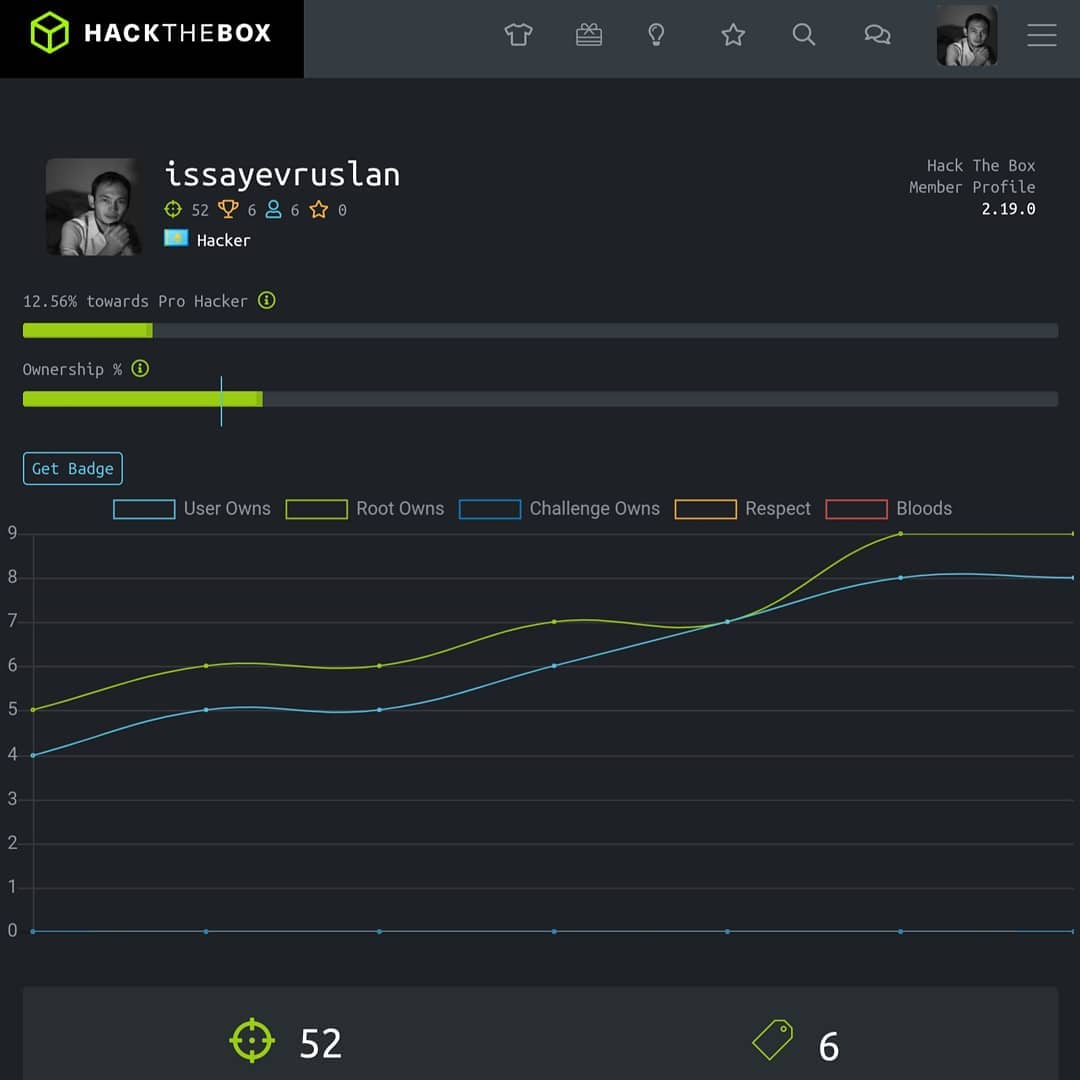 HACKTHEBOX
issayevruslan
52 6 6 0
Hacker
Hack The Box
Member Profile
2.19.0
12.56% towards Pro Hacker
Ownership %
Get Badge
User Owns Root Owns Challenge Owns Respect Bloods
9
8
7
6
5
4
3
2
1
0
52 6